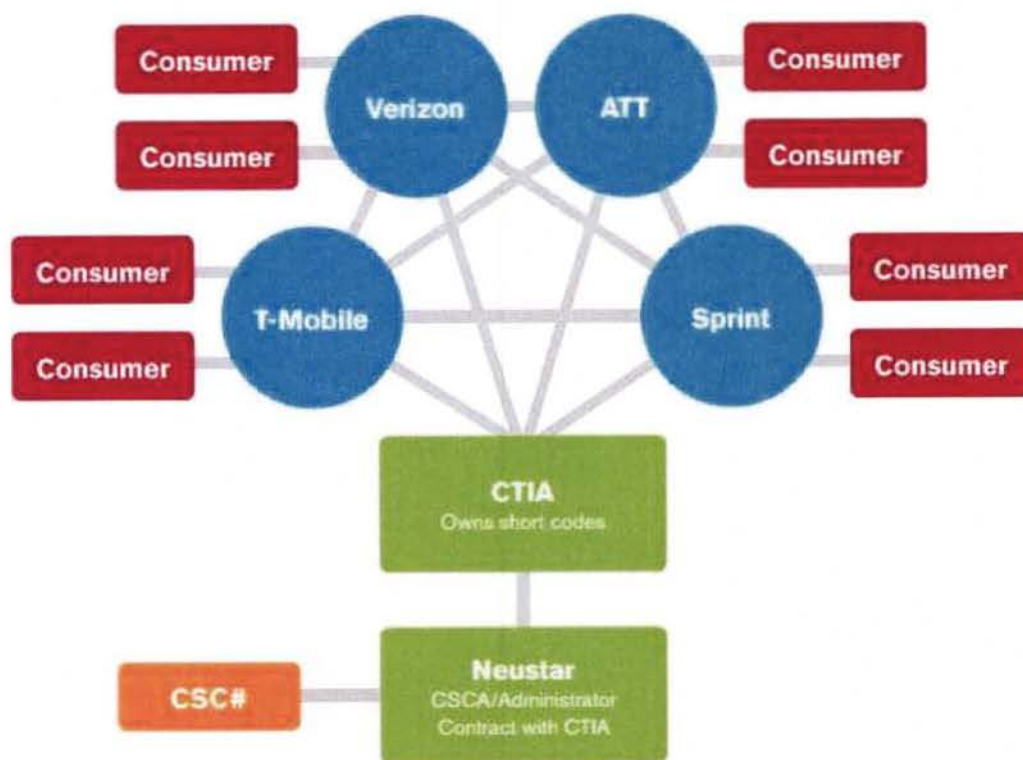 Consumer
Verizon
ATT
Consumer
Consumer
Consumer
Consumer
T-Mobile
Sprint
Consumer
Consumer
Consumer
CTIA
Owns short codes
Neustar
CSCA/Administrator
Contract with CTIA
CSC#